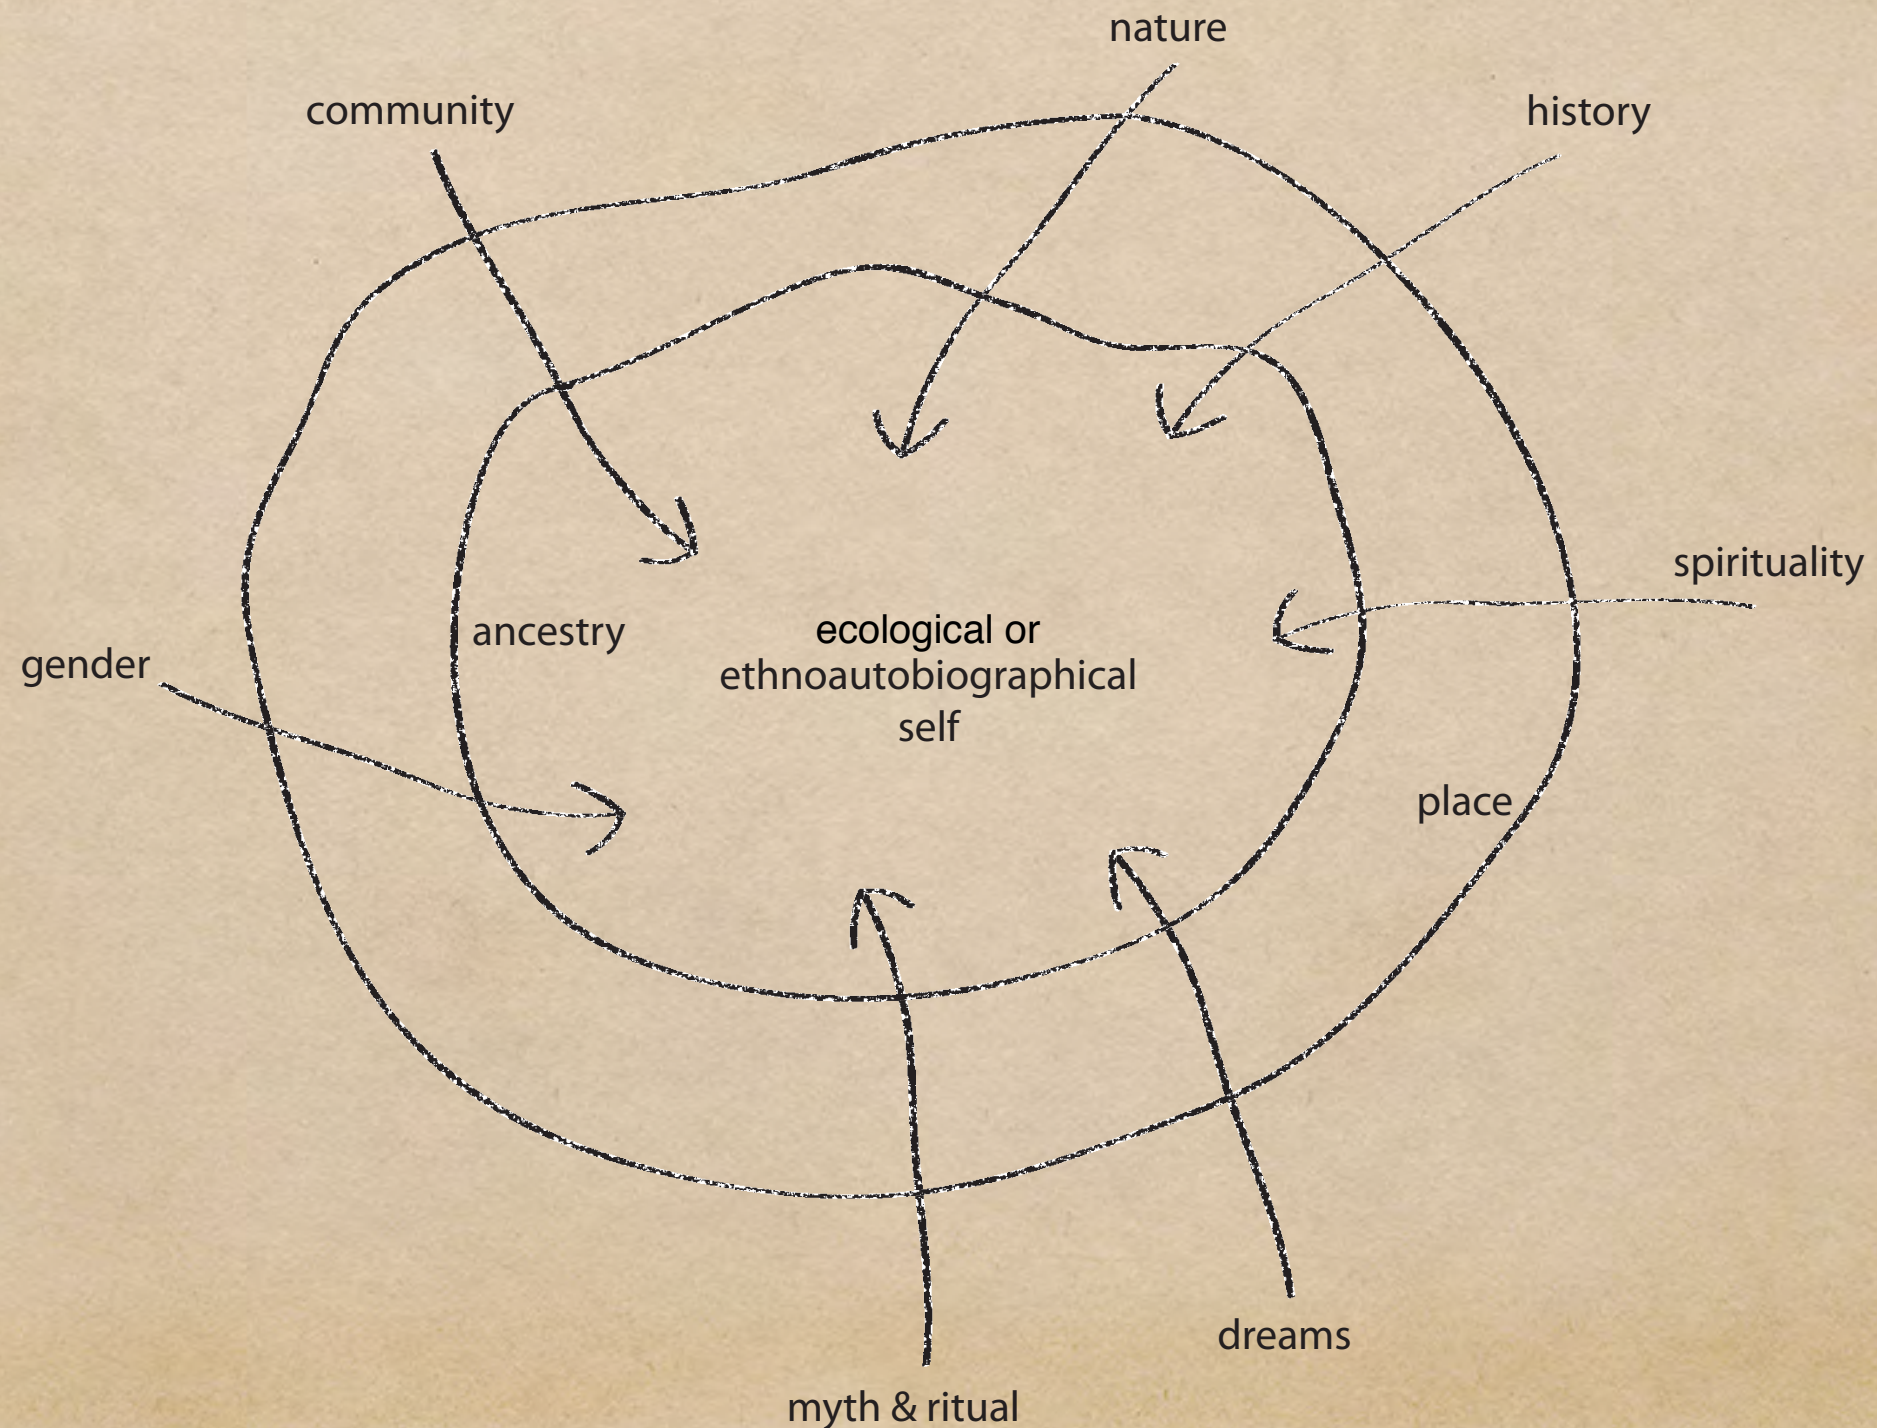 nature
community
history
spirituality
ancestry
ecological or
ethnoautobiographical
self
gender
place
dreams
myth & ritual